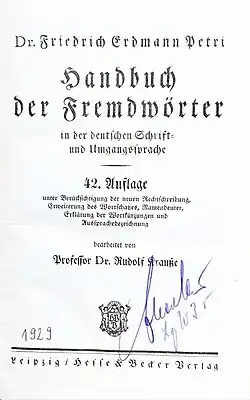 Dr. Friedrich Erdmann Petri
Handbuch
der Fremdwörter
in der deutschen Schrift-
und Umgangssprache
42. Auflage
unter Berücksichtigung der neuen Rechtschreibung,
Erweiterung des Wortschatzes, Namendeuter,
Erklärung der Wortkürzungen und
Aussprachebezeichnung
bearbeitet von
Professor Dr. Rudolf Krauße
1929
Leipzig / Hesse & Becker Verlag